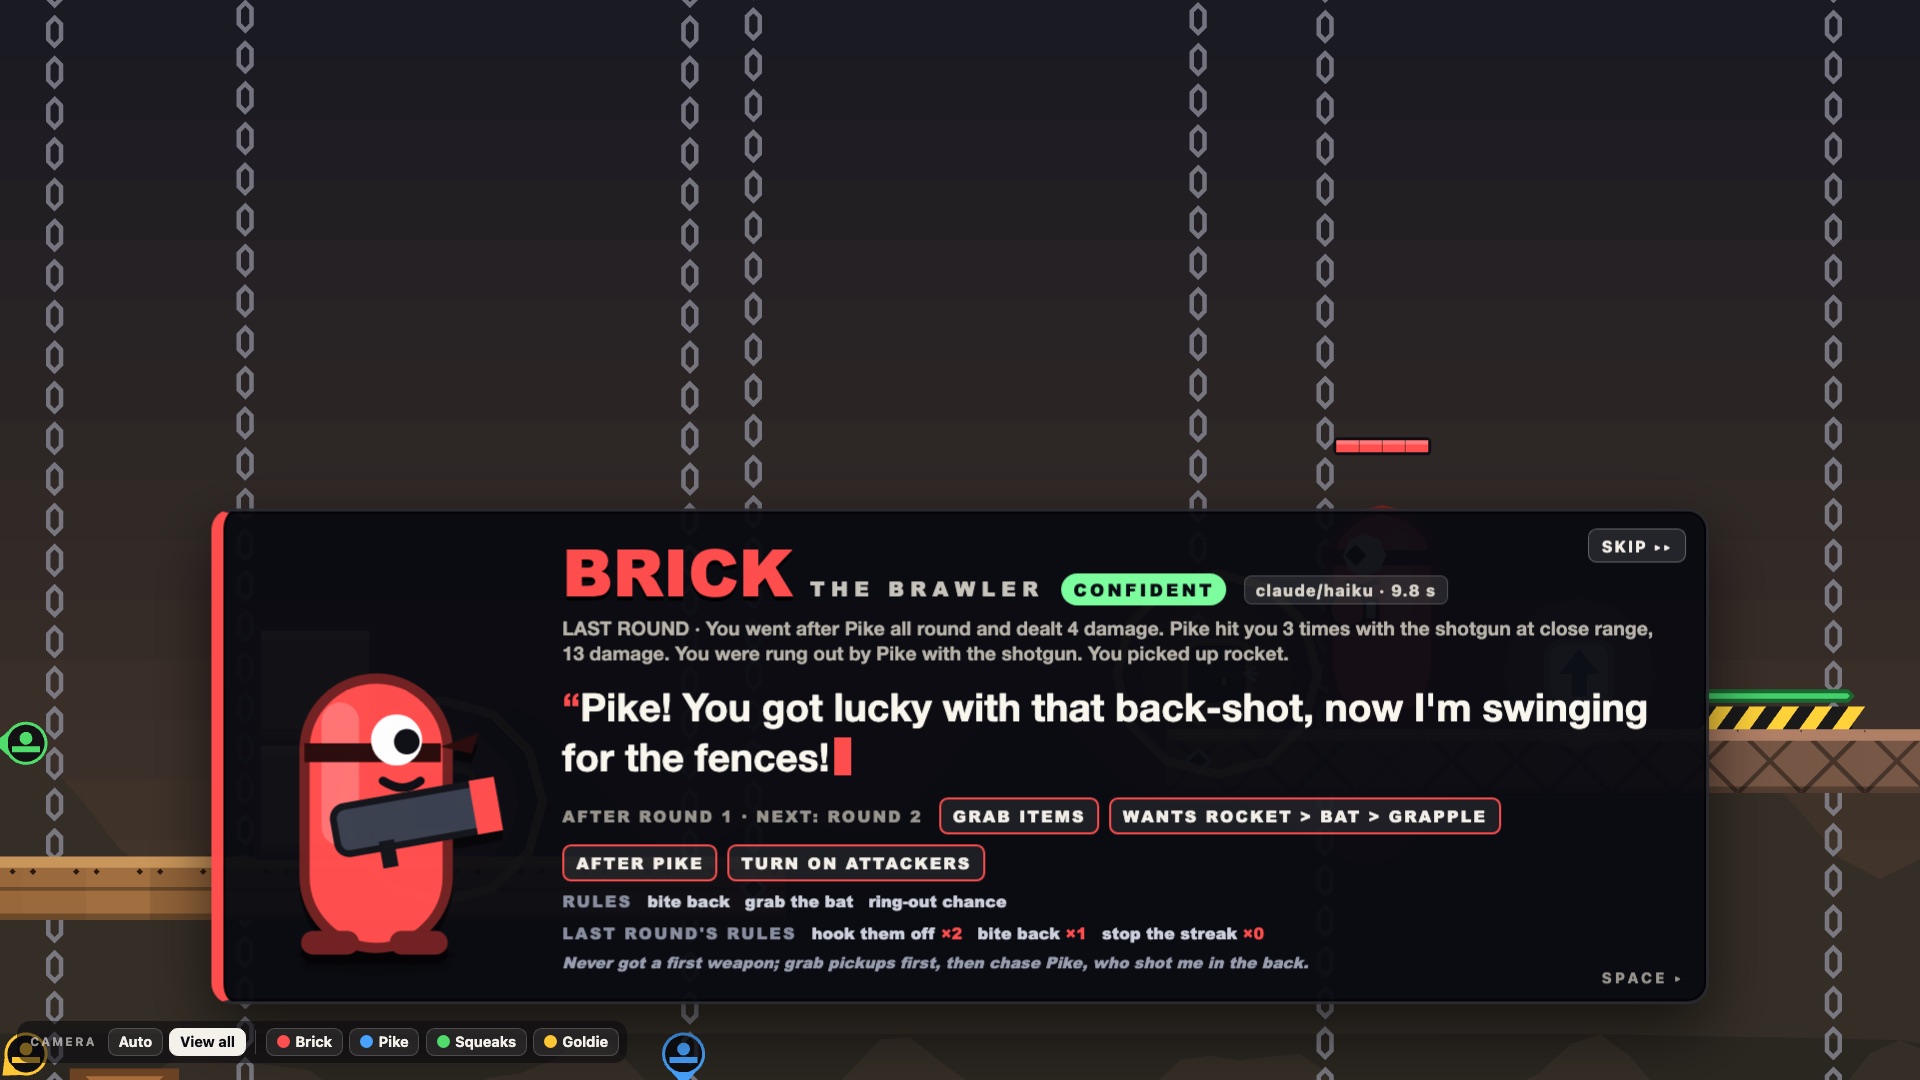 SKIP ▸▸
BRICK THE BRAWLER CONFIDENT claude/haiku · 9.8 s
LAST ROUND · You went after Pike all round and dealt 4 damage. Pike hit you 3 times with the shotgun at close range,
13 damage. You were rung out by Pike with the shotgun. You picked up rocket.
“Pike! You got lucky with that back-shot, now I'm swinging
for the fences!
AFTER ROUND 1 · NEXT: ROUND 2 GRAB ITEMS WANTS ROCKET > BAT > GRAPPLE
AFTER PIKE TURN ON ATTACKERS
RULES bite back grab the bat ring-out chance
LAST ROUND'S RULES hook them off ×2 bite back ×1 stop the streak ×0
Never got a first weapon; grab pickups first, then chase Pike, who shot me in the back.
SPACE ▸
CAMERA Auto View all Brick Pike Squeaks Goldie